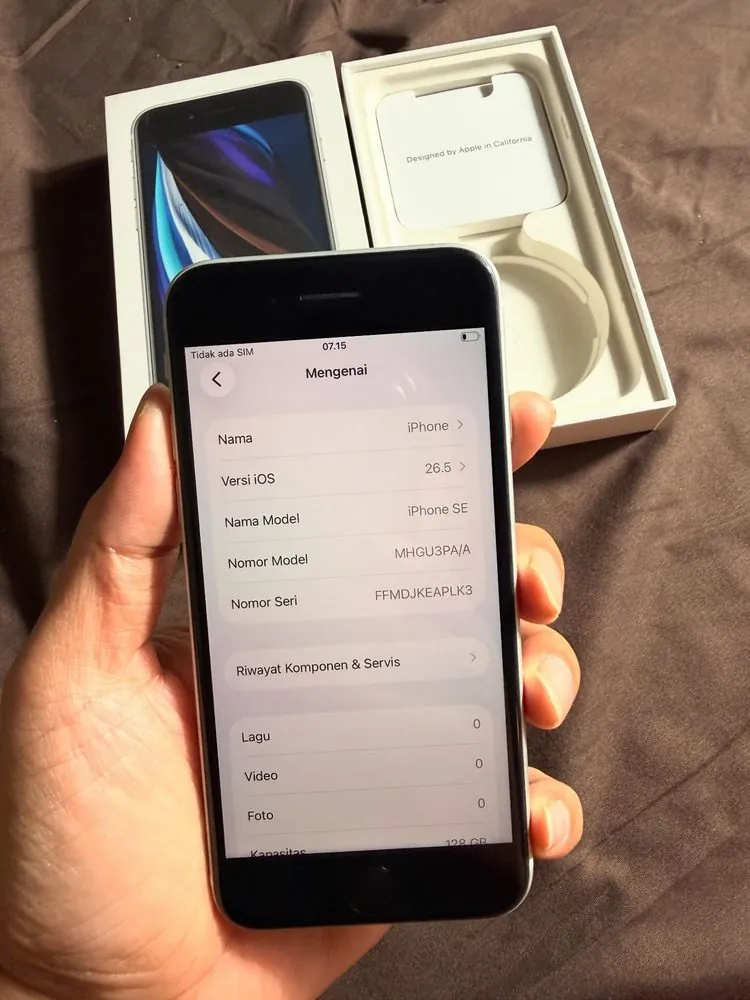 Designed by Apple in California
Tidak ada SIM 07.15
Mengenai
Nama iPhone
Versi iOS 26.5
Nama Model iPhone SE
Nomor Model MHGU3PA/A
Nomor Seri FFMDJKEAPLK3
Riwayat Komponen & Servis
Lagu 0
Video 0
Foto 0
Kapasitas 128 GB